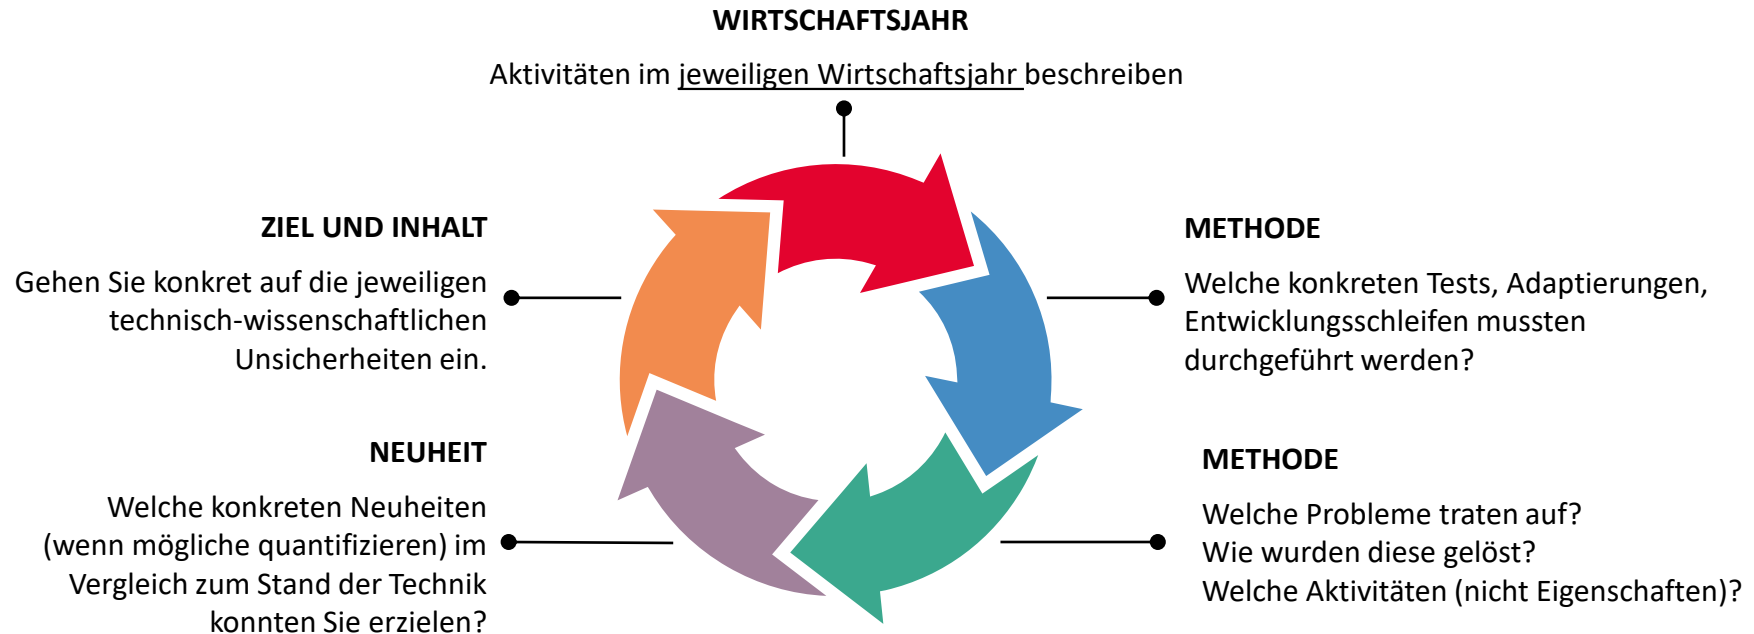 WIRTSCHAFTSJAHR
Aktivitäten im jeweiligen Wirtschaftsjahr beschreiben
ZIEL UND INHALT
Gehen Sie konkret auf die jeweiligen
technisch-wissenschaftlichen
Unsicherheiten ein.
METHODE
Welche konkreten Tests, Adaptierungen,
Entwicklungsschleifen mussten
durchgeführt werden?
NEUHEIT
Welche konkreten Neuheiten
(wenn mögliche quantifizieren) im
Vergleich zum Stand der Technik
konnten Sie erzielen?
METHODE
Welche Probleme traten auf?
Wie wurden diese gelöst?
Welche Aktivitäten (nicht Eigenschaften)?